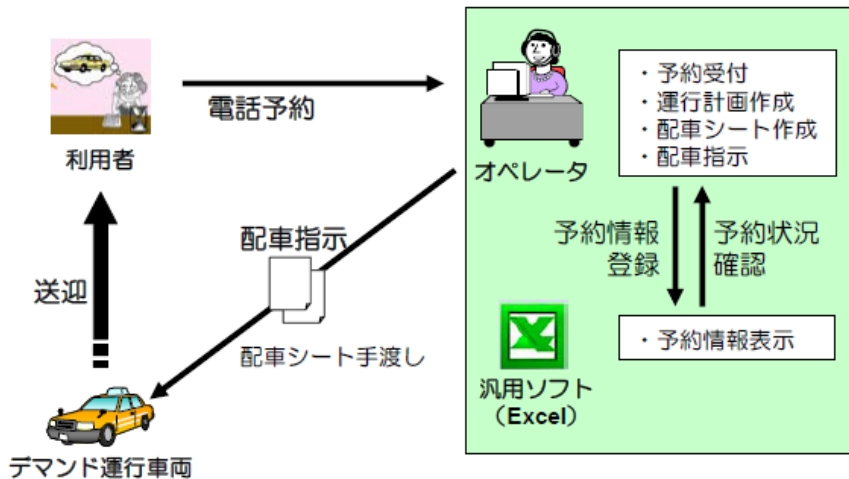 電話予約
利用者
配車指示
送迎
配車シート手渡し
デマンド運行車両
オペレータ
・予約受付
・運行計画作成
・配車シート作成
・配車指示
予約情報
登録
予約状況
確認
・予約情報表示
汎用ソフト
（Excel）